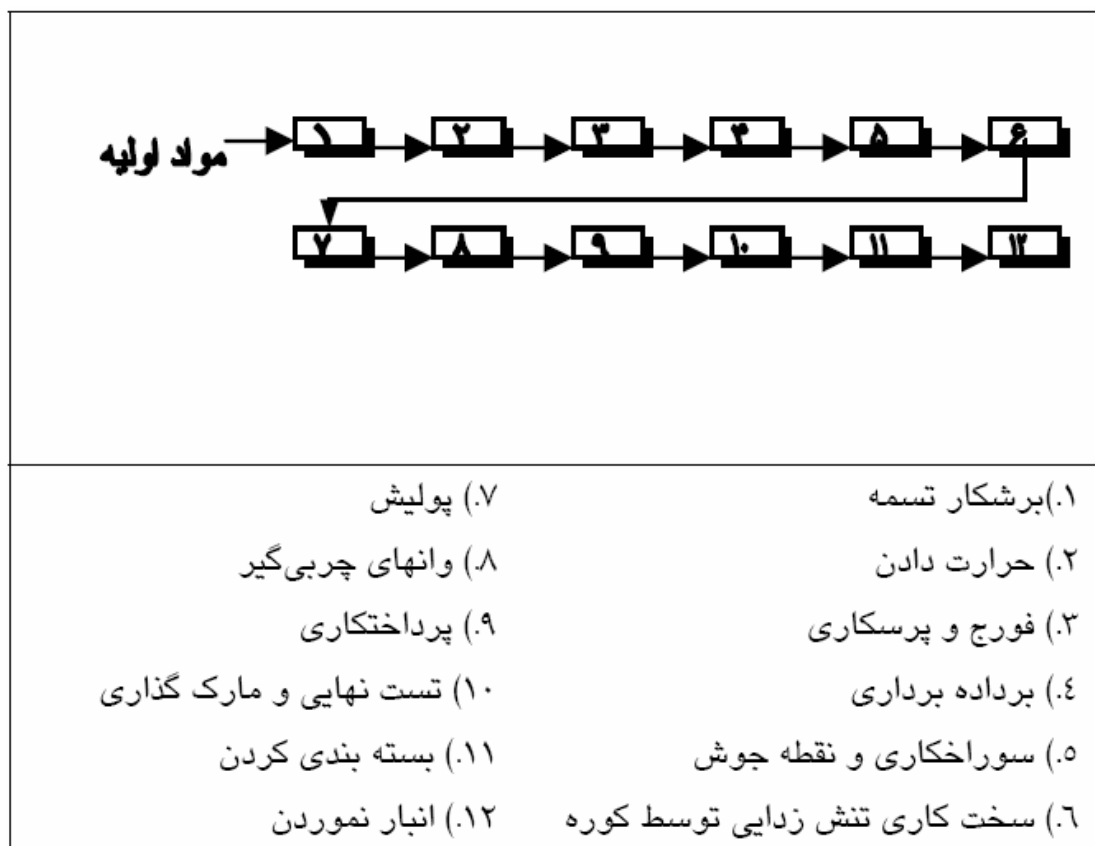 مواد اولیه
۱ ۲ ۳ ۴ ۵ ۶
۷ ۸ ۹ ۱۰ ۱۱ ۱۲
۱.)برشکار تسمه
۲.) حرارت دادن
۳.) فورج و پرسکاری
٤.) برداده برداری
۵.) سوراخکاری و نقطه جوش
٦.) سخت کاری تنش زدایی توسط کوره
۷.) پولیش
۸.) وانهای چربی‌گیر
۹.) پرداختکاری
۱۰) تست نهایی و مارک گذاری
۱۱.) بسته بندی کردن
۱۲.) انبار نموردن